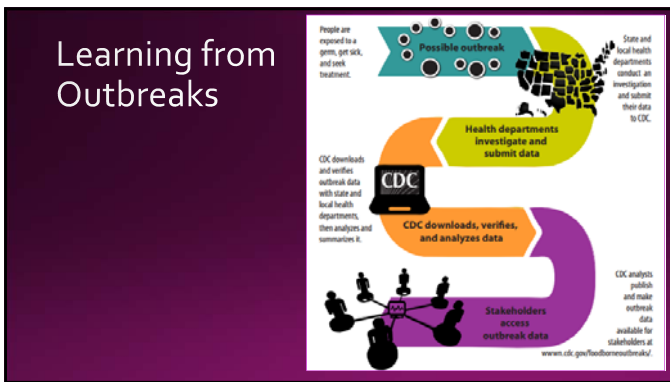 Learning from
Outbreaks
People are
exposed to a
germ, get sick,
and seek
treatment.
Possible outbreak
State and
local health
departments
conduct an
investigation
and submit
their data
to CDC.
Health departments
investigate and
submit data
CDC downloads
and verifies
outbreak data
with state and
local health
departments,
then analyzes and
summarizes it.
CDC
CDC downloads, verifies,
and analyzes data
CDC analysts
publish
and make
outbreak
data
available for
stakeholders at
wwwn.cdc.gov/foodborneoutbreaks/.
Stakeholders
access
outbreak data